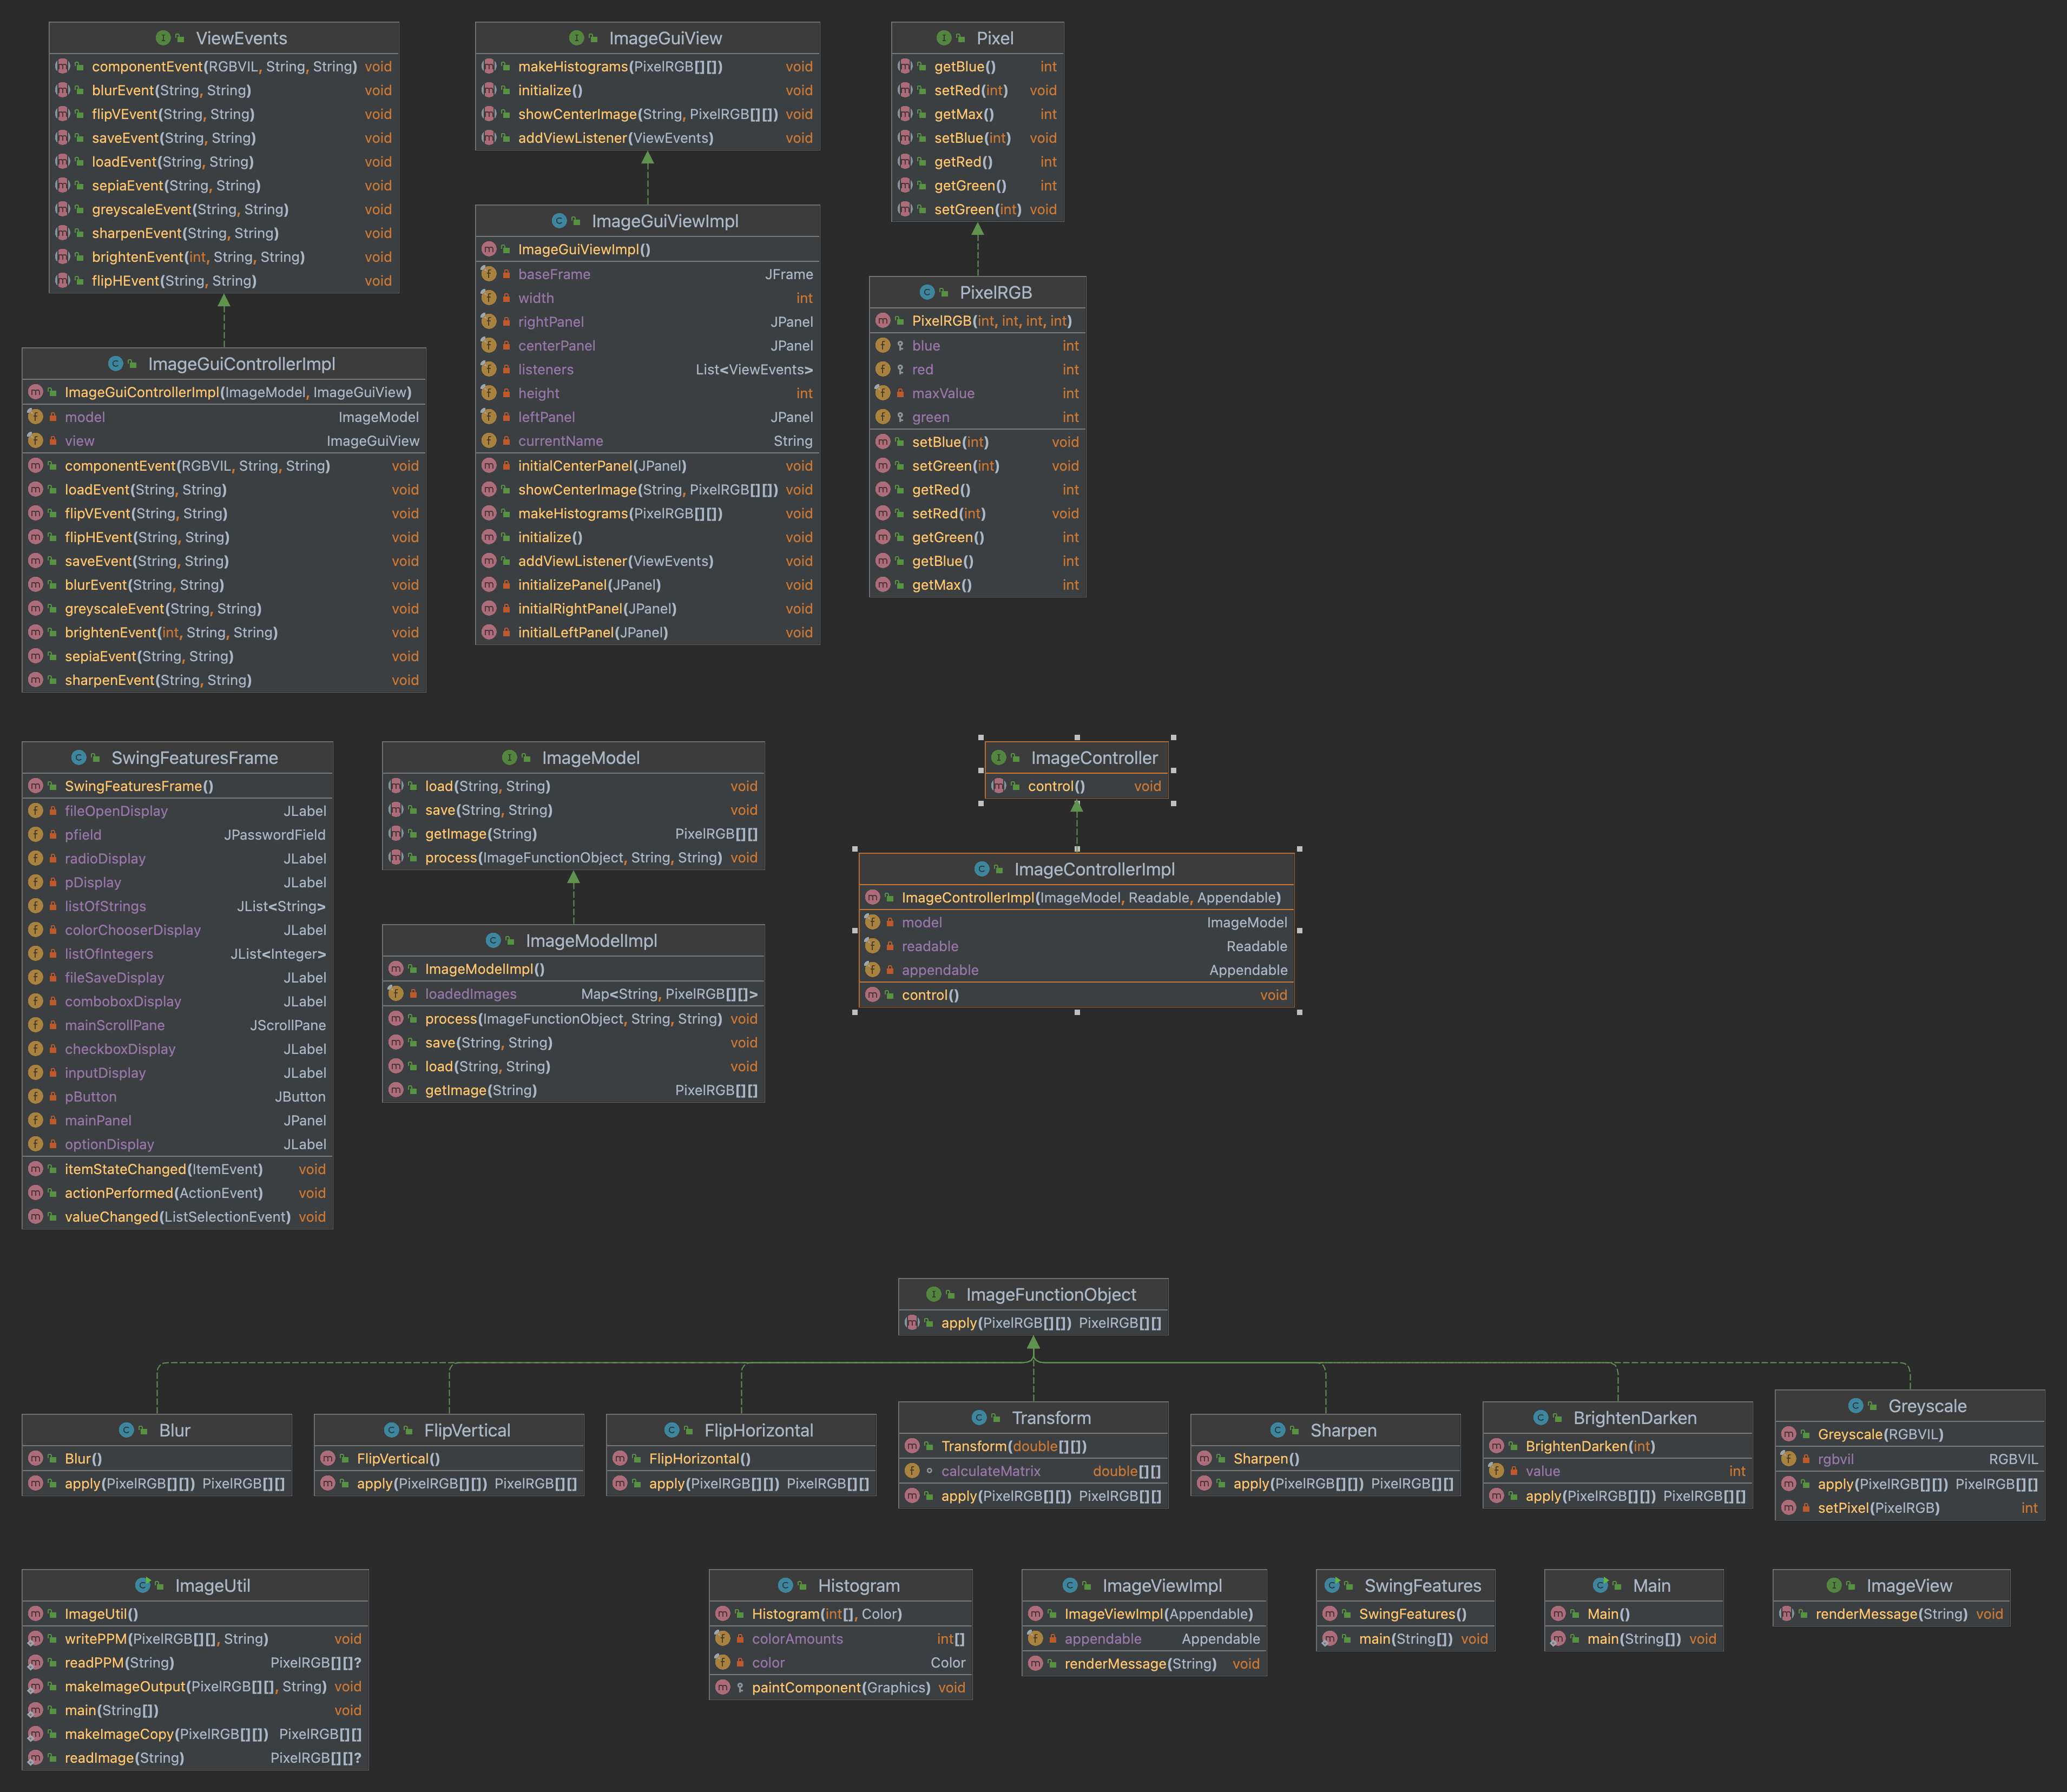 ViewEvents
componentEvent(RGBVIL, String, String) void
blurEvent(String, String) void
flipVEvent(String, String) void
saveEvent(String, String) void
loadEvent(String, String) void
sepiaEvent(String, String) void
greyscaleEvent(String, String) void
sharpenEvent(String, String) void
brightenEvent(int, String, String) void
flipHEvent(String, String) void
ImageGuiControllerImpl
ImageGuiControllerImpl(ImageModel, ImageGuiView)
model ImageModel
view ImageGuiView
componentEvent(RGBVIL, String, String) void
loadEvent(String, String) void
flipVEvent(String, String) void
flipHEvent(String, String) void
saveEvent(String, String) void
blurEvent(String, String) void
greyscaleEvent(String, String) void
brightenEvent(int, String, String) void
sepiaEvent(String, String) void
sharpenEvent(String, String) void
ImageGuiView
makeHistograms(PixelRGB[][]) void
initialize() void
showCenterImage(String, PixelRGB[][]) void
addViewListener(ViewEvents) void
ImageGuiViewImpl
ImageGuiViewImpl()
baseFrame JFrame
width int
rightPanel JPanel
centerPanel JPanel
listeners List<ViewEvents>
height int
leftPanel JPanel
currentName String
initialCenterPanel(JPanel) void
showCenterImage(String, PixelRGB[][]) void
makeHistograms(PixelRGB[][]) void
initialize() void
addViewListener(ViewEvents) void
initializePanel(JPanel) void
initialRightPanel(JPanel) void
initialLeftPanel(JPanel) void
Pixel
getBlue() int
setRed(int) void
getMax() int
setBlue(int) void
getRed() int
getGreen() int
setGreen(int) void
PixelRGB
PixelRGB(int, int, int, int)
blue int
red int
maxValue int
green int
setBlue(int) void
setGreen(int) void
getRed() int
setRed(int) void
getGreen() int
getBlue() int
getMax() int
SwingFeaturesFrame
SwingFeaturesFrame()
fileOpenDisplay JLabel
pfield JPasswordField
radioDisplay JLabel
pDisplay JLabel
listOfStrings JList<String>
colorChooserDisplay JLabel
listOfIntegers JList<Integer>
fileSaveDisplay JLabel
comboboxDisplay JLabel
mainScrollPane JScrollPane
checkboxDisplay JLabel
inputDisplay JLabel
pButton JButton
mainPanel JPanel
optionDisplay JLabel
itemStateChanged(ItemEvent) void
actionPerformed(ActionEvent) void
valueChanged(ListSelectionEvent) void
ImageModel
load(String, String) void
save(String, String) void
getImage(String) PixelRGB[][]
process(ImageFunctionObject, String, String) void
ImageModelImpl
ImageModelImpl()
loadedImages Map<String, PixelRGB[][]>
process(ImageFunctionObject, String, String) void
save(String, String) void
load(String, String) void
getImage(String) PixelRGB[][]
ImageController
control() void
ImageControllerImpl
ImageControllerImpl(ImageModel, Readable, Appendable)
model ImageModel
readable Readable
appendable Appendable
control() void
ImageFunctionObject
apply(PixelRGB[][]) PixelRGB[][]
Blur
Blur()
apply(PixelRGB[][]) PixelRGB[][]
FlipVertical
FlipVertical()
apply(PixelRGB[][]) PixelRGB[][]
FlipHorizontal
FlipHorizontal()
apply(PixelRGB[][]) PixelRGB[][]
Transform
Transform(double[][])
calculateMatrix double[][]
apply(PixelRGB[][]) PixelRGB[][]
Sharpen
Sharpen()
apply(PixelRGB[][]) PixelRGB[][]
BrightenDarken
BrightenDarken(int)
value int
apply(PixelRGB[][]) PixelRGB[][]
Greyscale
Greyscale(RGBVIL)
rgbvil RGBVIL
apply(PixelRGB[][]) PixelRGB[][]
setPixel(PixelRGB) int
ImageUtil
ImageUtil()
writePPM(PixelRGB[][], String) void
readPPM(String) PixelRGB[][]?
makeImageOutput(PixelRGB[][], String) void
main(String[]) void
makeImageCopy(PixelRGB[][]) PixelRGB[][]
readImage(String) PixelRGB[][]?
Histogram
Histogram(int[], Color)
colorAmounts int[]
color Color
paintComponent(Graphics) void
ImageViewImpl
ImageViewImpl(Appendable)
appendable Appendable
renderMessage(String) void
SwingFeatures
SwingFeatures()
main(String[]) void
Main
Main()
main(String[]) void
ImageView
renderMessage(String) void